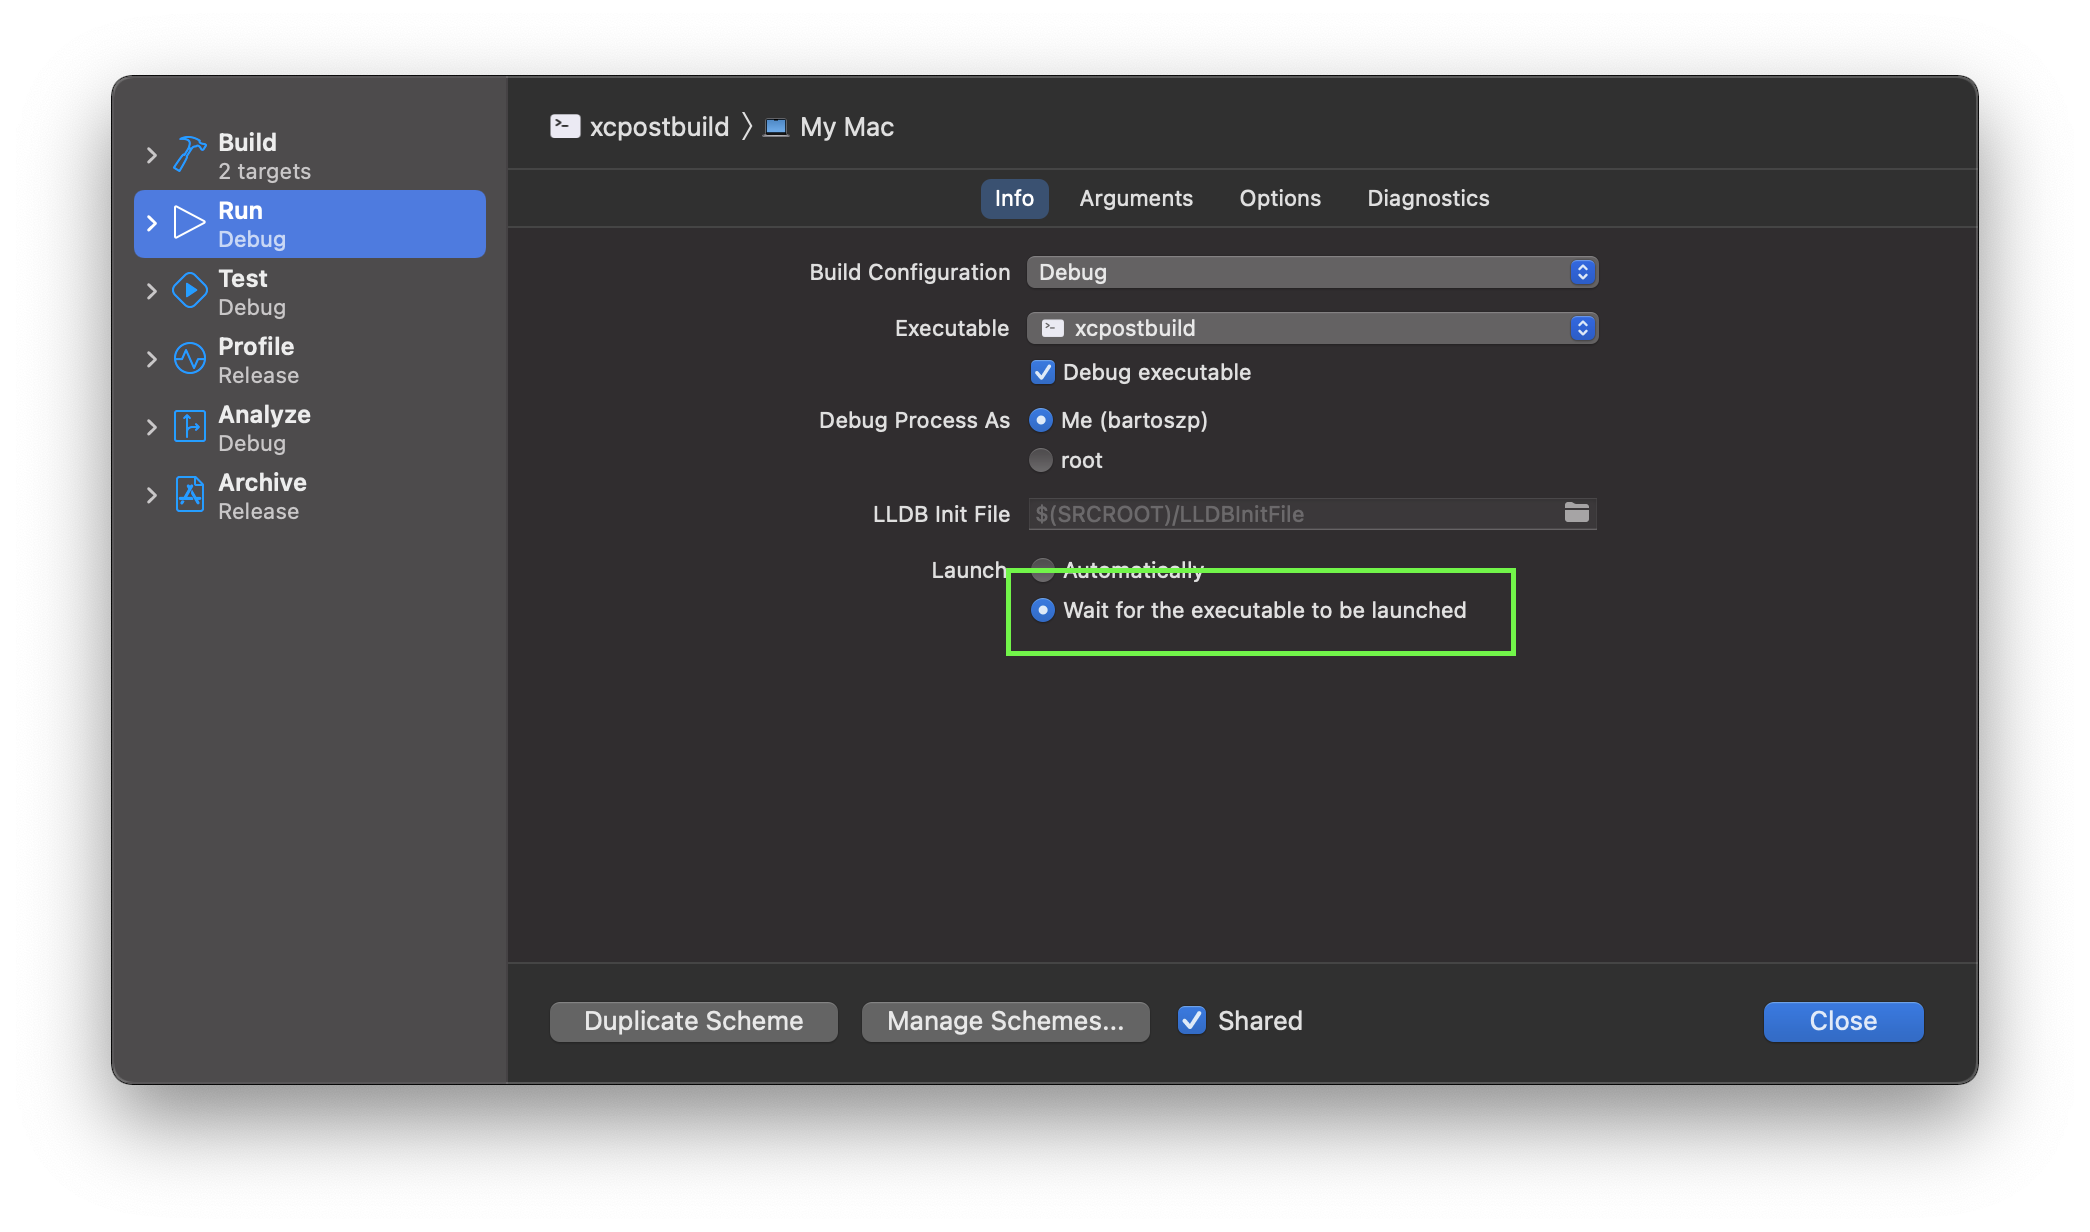 Build
2 targets
Run
Debug
Test
Debug
Profile
Release
Analyze
Debug
Archive
Release
xcpostbuild 〉 My Mac
Info Arguments Options Diagnostics
Build Configuration Debug
Executable xcpostbuild
Debug executable
Debug Process As Me (bartoszp)
root
LLDB Init File $(SRCROOT)/LLDBInitFile
Launch Automatically
Wait for the executable to be launched
Duplicate Scheme Manage Schemes... Shared Close